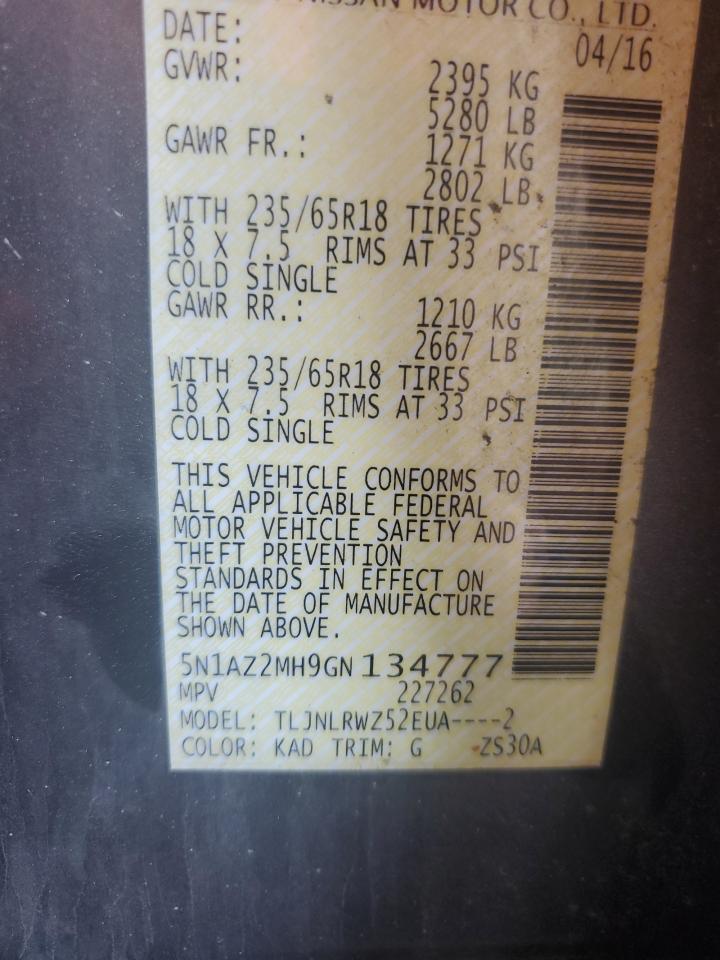 NISSAN MOTOR CO., LTD.
DATE: 04/16
GVWR: 2395 KG
5280 LB
GAWR FR.: 1271 KG
2802 LB
WITH 235/65R18 TIRES
18 X 7.5 RIMS AT 33 PSI
COLD SINGLE
GAWR RR.: 1210 KG
2667 LB
WITH 235/65R18 TIRES
18 X 7.5 RIMS AT 33 PSI
COLD SINGLE
THIS VEHICLE CONFORMS TO
ALL APPLICABLE FEDERAL
MOTOR VEHICLE SAFETY AND
THEFT PREVENTION
STANDARDS IN EFFECT ON
THE DATE OF MANUFACTURE
SHOWN ABOVE.
5N1AZ2MH9GN134777
MPV 227262
MODEL: TLJNLRWZ52EUA----2
COLOR: KAD TRIM: G ZS30A